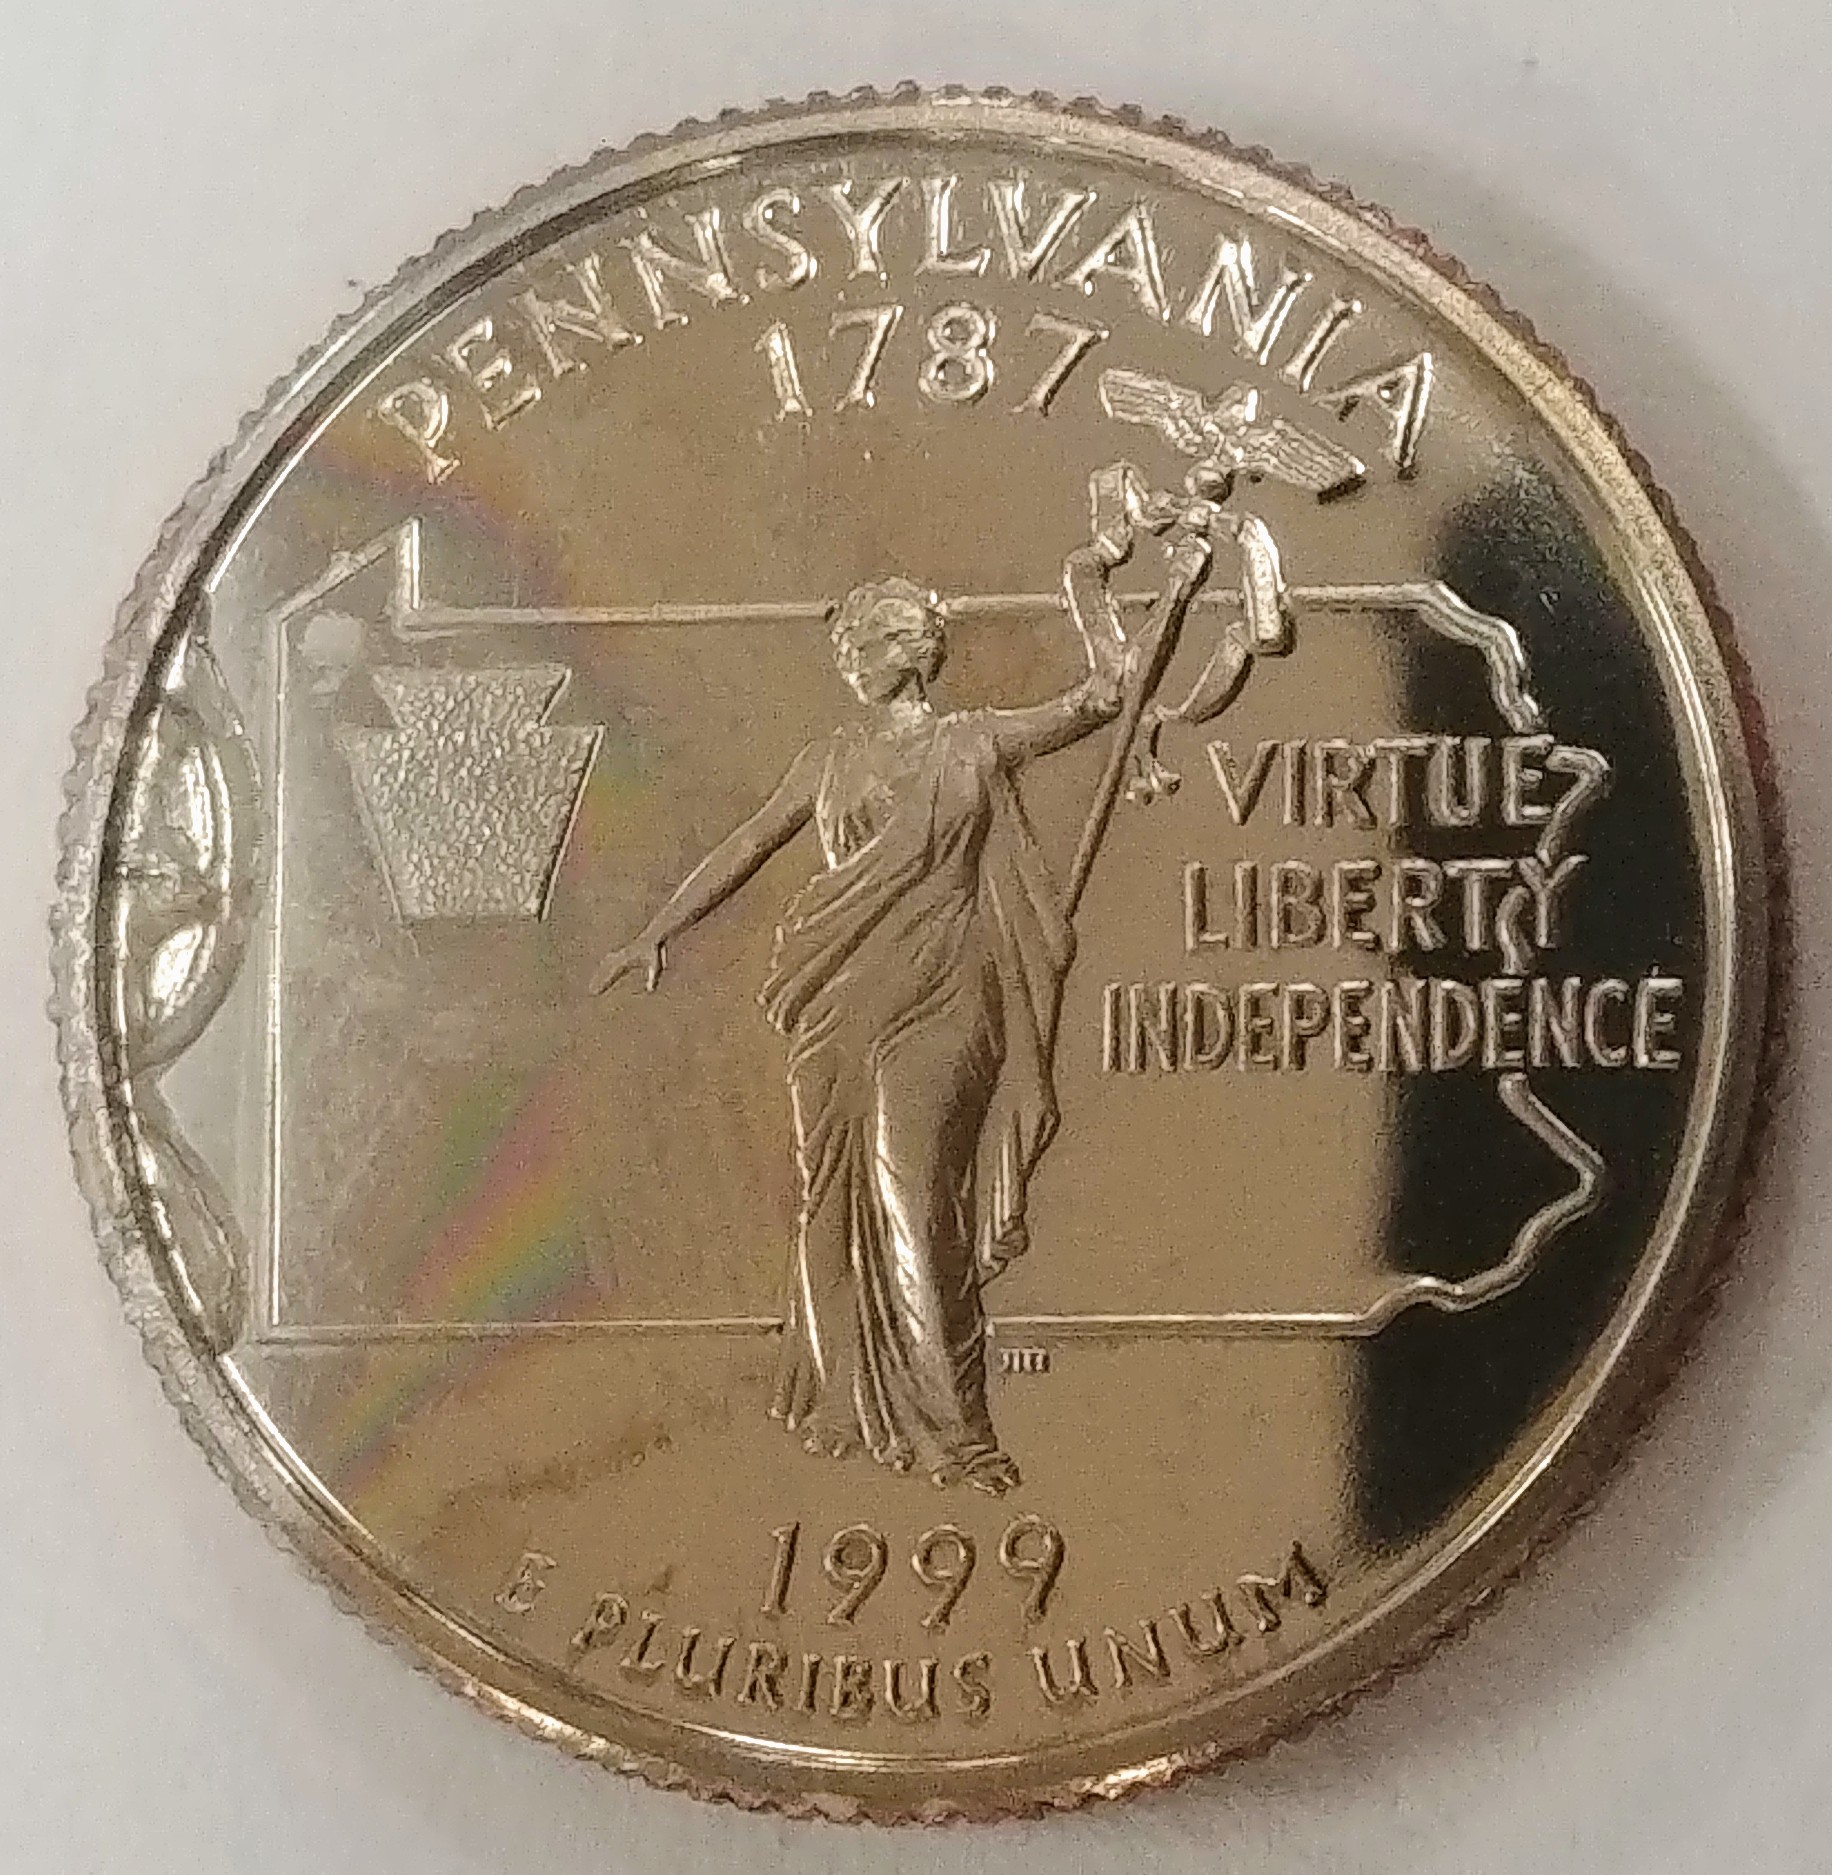 PENNSYLVANIA
1787
VIRTUE
LIBERTY
INDEPENDENCE
1999
E PLURIBUS UNUM